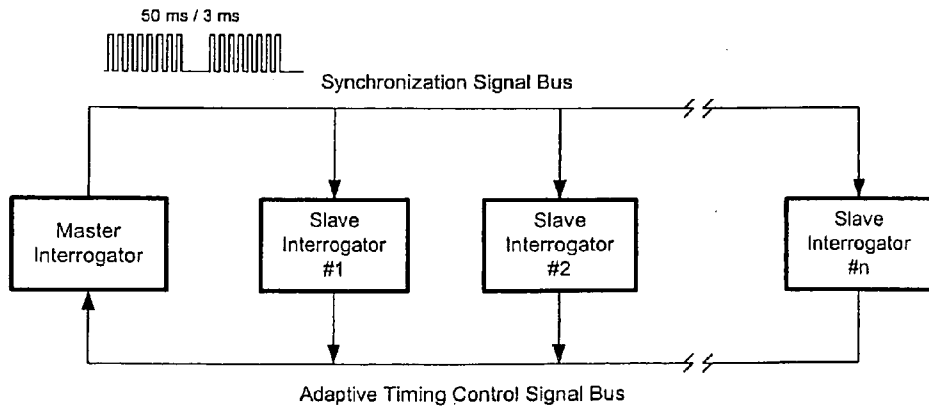 50 ms / 3 ms
Synchronization Signal Bus
Master
Interrogator
Slave
Interrogator
#1
Slave
Interrogator
#2
Slave
Interrogator
#n
Adaptive Timing Control Signal Bus